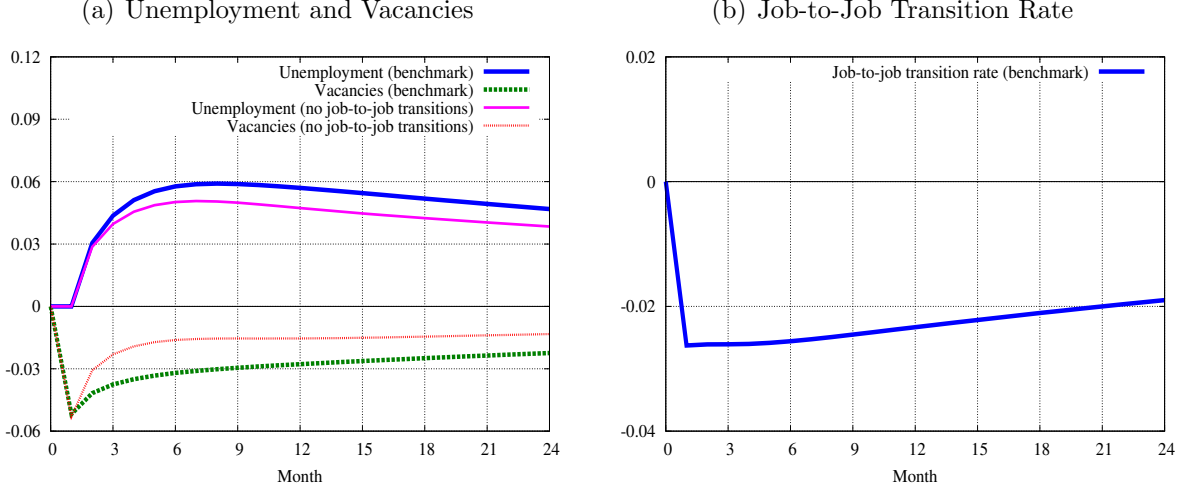 (a) Unemployment and Vacancies
0.12
0.09
0.06
0.03
0
-0.03
-0.06
Unemployment (benchmark)
Vacancies (benchmark)
Unemployment (no job-to-job transitions)
Vacancies (no job-to-job transitions)
0 3 6 9 12 15 18 21 24
Month
(b) Job-to-Job Transition Rate
0.02
0
-0.02
-0.04
Job-to-job transition rate (benchmark)
0 3 6 9 12 15 18 21 24
Month